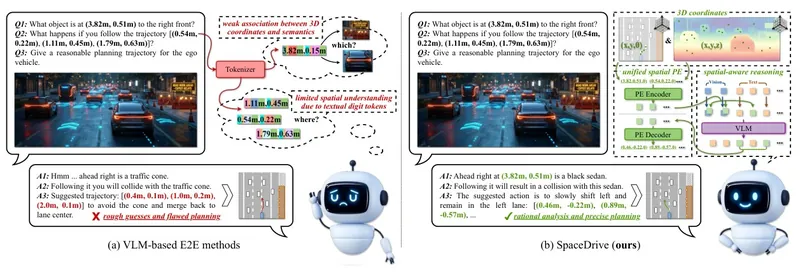 Q1: What object is at (3.82m, 0.51m) to the right front?
Q2: What happens if you follow the trajectory [(0.54m,
0.22m), (1.11m, 0.45m), (1.79m, 0.63m)]?
Q3: Give a reasonable planning trajectory for the ego
vehicle.
weak association between 3D
coordinates and semantics
3.82m,0.15m
which?
Tokenizer
1.11m,0.45m
limited spatial understanding
due to textual digit tokens
0.54m,0.22m
where?
1.79m,0.63m
A1: Hmm ... ahead right is a traffic cone.
A2: Following it you will collide with the traffic cone.
A3: Suggested trajectory: [(0.4m, 0.1m), (1.0m, 0.2m),
(2.0m, 0.1m)] to avoid the cone and merge back to
lane center.
rough guesses and flawed planning
(a) VLM-based E2E methods
Q1: What object is at (3.82m, 0.51m) to the right front?
Q2: What happens if you follow the trajectory [(0.54m,
0.22m), (1.11m, 0.45m), (1.79m, 0.63m)]?
Q3: Give a reasonable planning trajectory for the ego
vehicle.
3D coordinates
(x,y,θ)
&
(x,y,z)
unified spatial PE
spatial-aware reasoning
PE Encoder
PE Decoder
Vision
Text
VLM
A1: Ahead right at (3.82m, 0.51m) is a black sedan.
A2: Following it will result in a collision with this sedan.
A3: The suggested action is to slowly shift left and
remain in the left lane: [(0.46m, -0.22m), (0.89m,
-0.57m), ...
rational analysis and precise planning
(b) SpaceDrive (ours)